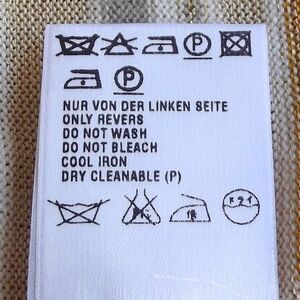 P
P
NUR VON DER LINKEN SEITE
ONLY REVERS
DO NOT WASH
DO NOT BLEACH
COOL IRON
DRY CLEANABLE (P)